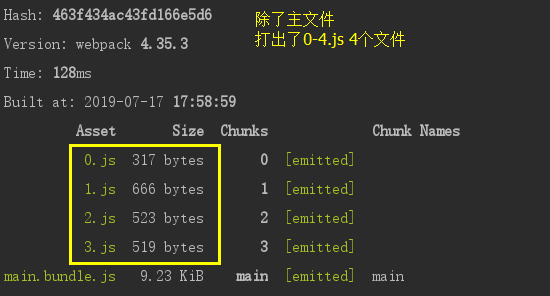 Hash: 463f434ac43fd166e5d6
除了主文件
打出了0-4.js 4个文件
Version: webpack 4.35.3
Time: 128ms
Built at: 2019-07-17 17:58:59
Asset Size Chunks Chunk Names
0.js 317 bytes 0 [emitted]
1.js 666 bytes 1 [emitted]
2.js 523 bytes 2 [emitted]
3.js 519 bytes 3 [emitted]
main.bundle.js 9.23 KiB main [emitted] main